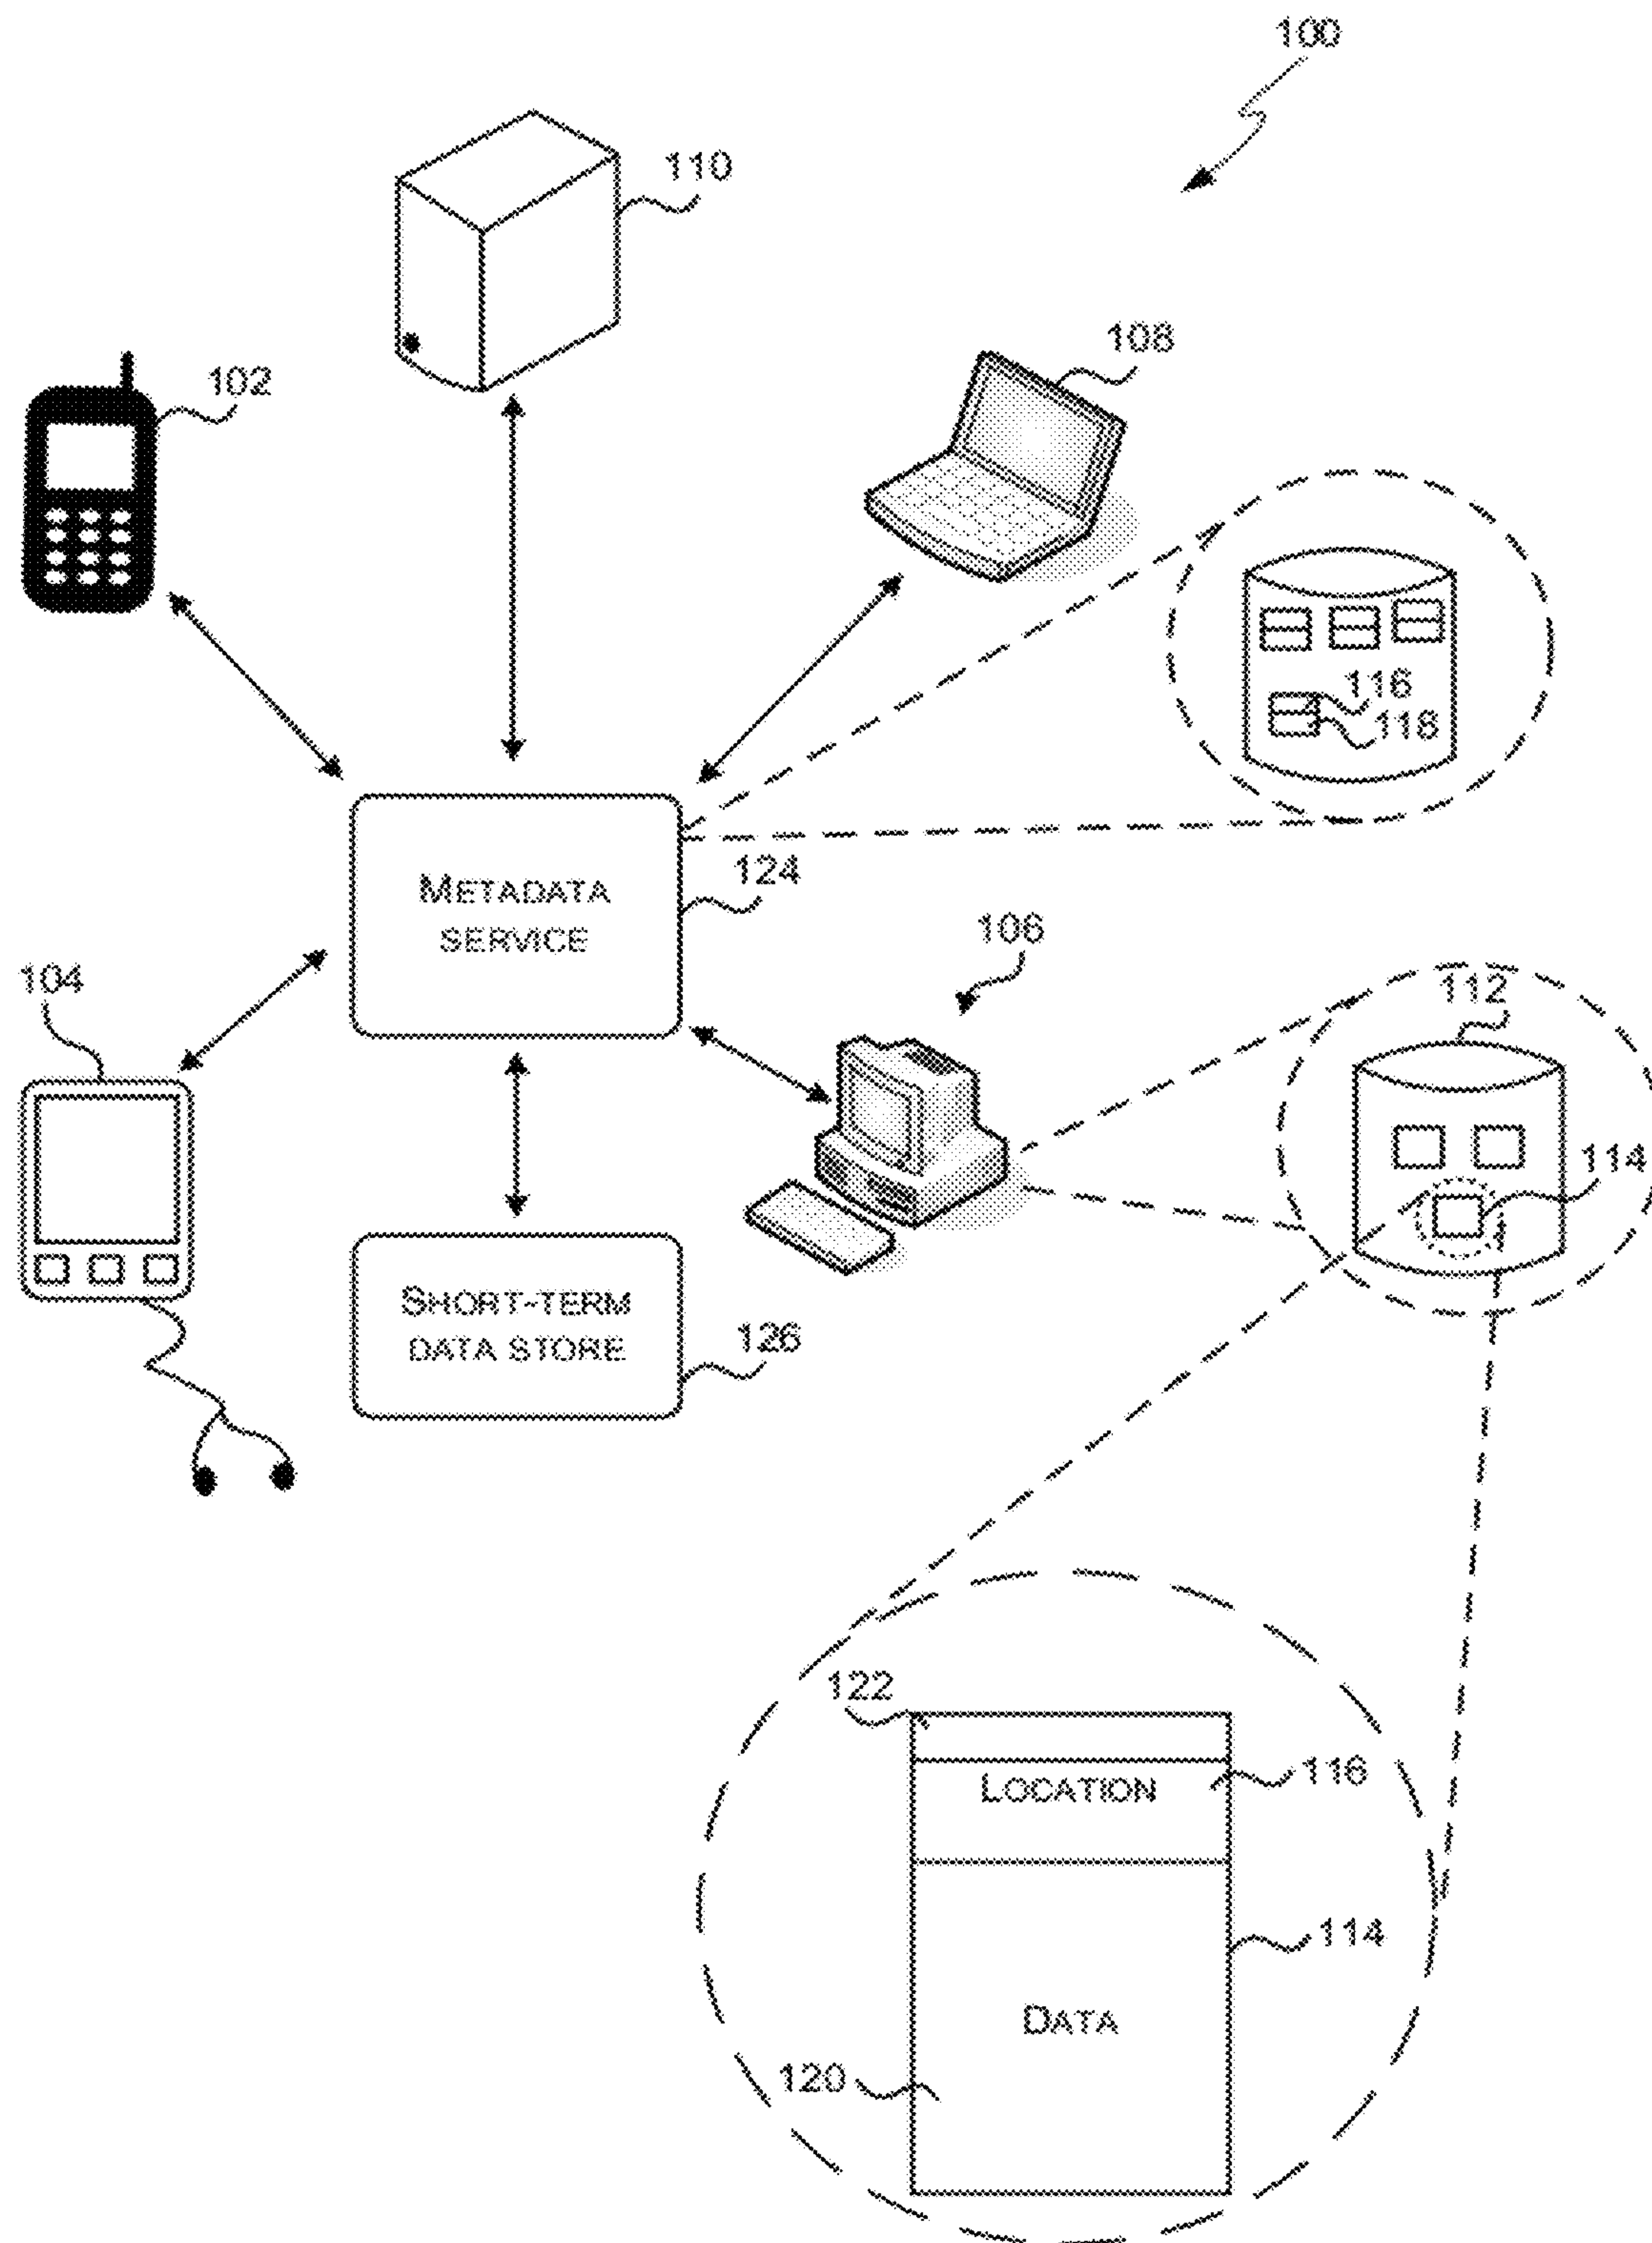 100
110
108
102
116
118
124
METADATA
SERVICE
106
104
112
114
SHORT-TERM
DATA STORE
126
122
LOCATION
116
114
DATA
120